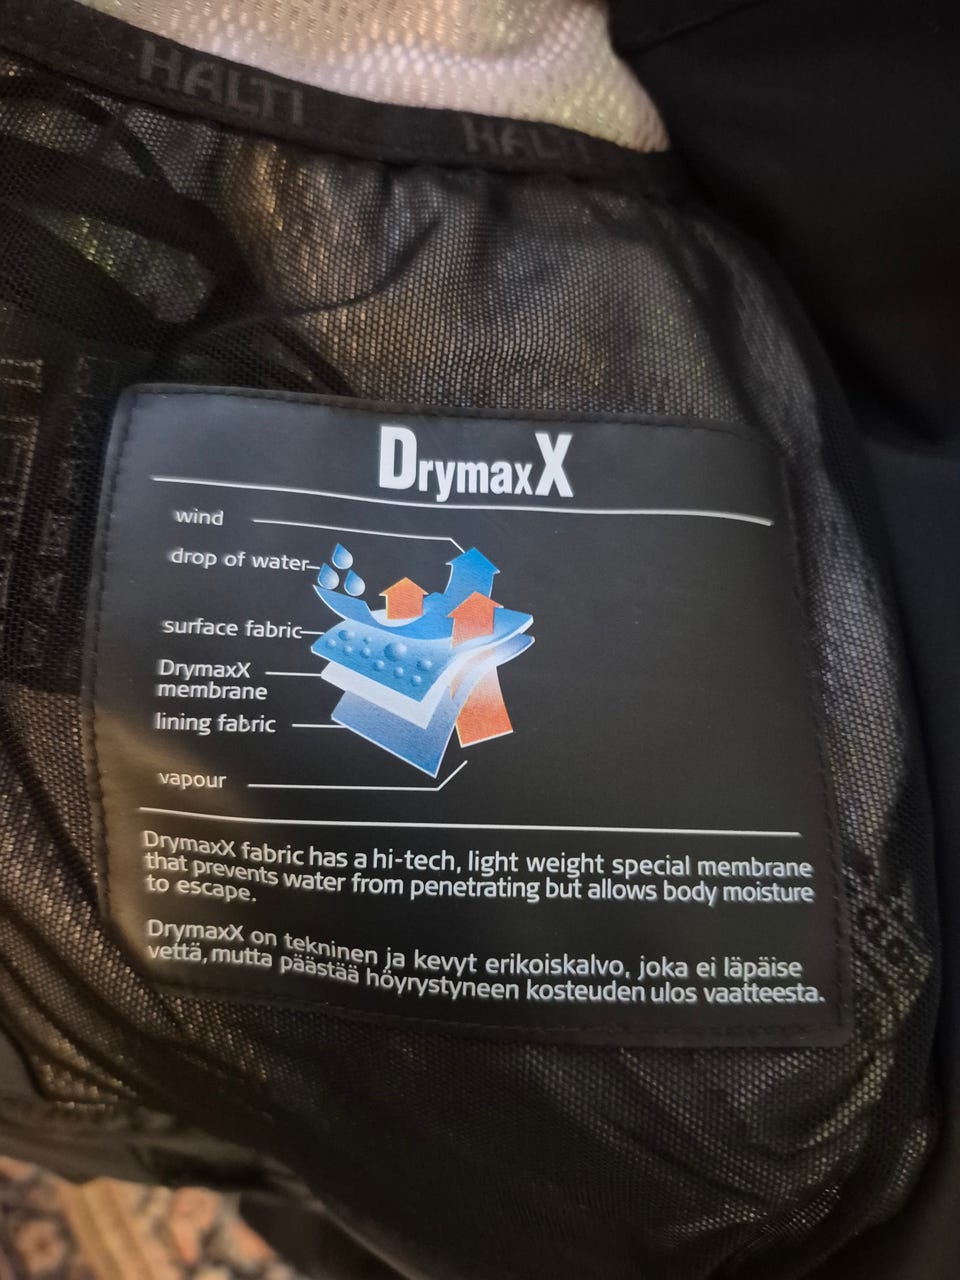 HALTI
HALTI
DrymaxX
wind
drop of water
surface fabric
DrymaxX
membrane
lining fabric
vapour
DrymaxX fabric has a hi-tech, light weight special membrane
that prevents water from penetrating but allows body moisture
to escape.
DrymaxX on tekninen ja kevyt erikoiskalvo, joka ei läpäise
vettä, mutta päästää höyrystyneen kosteuden ulos vaatteesta.